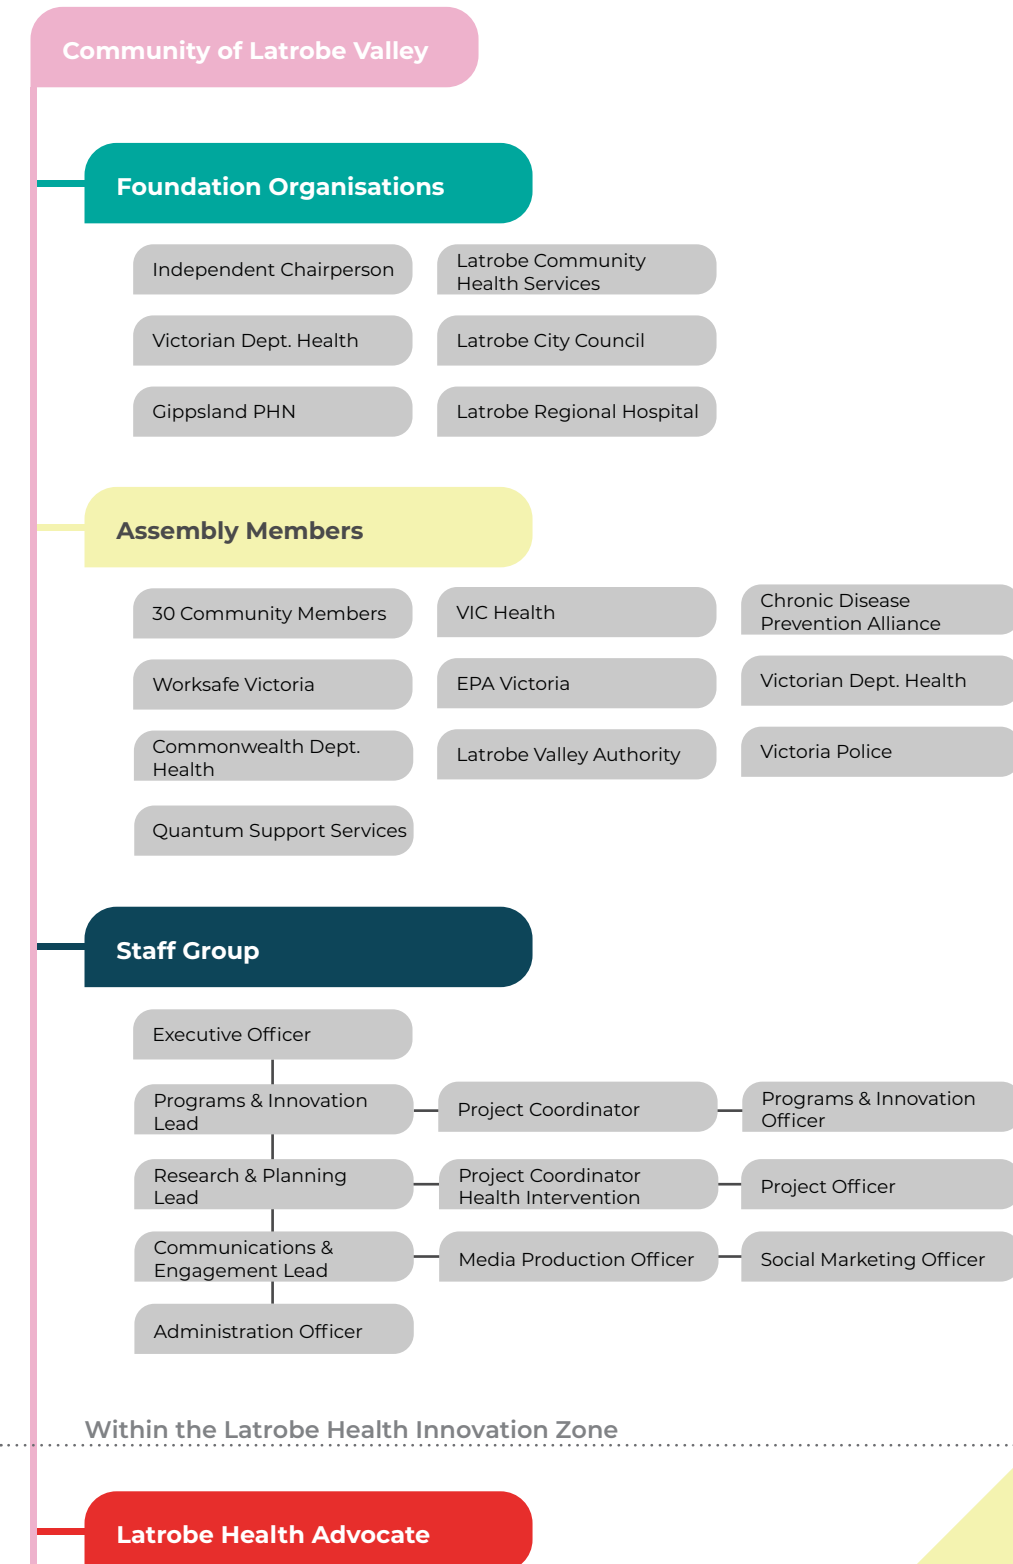 Community of Latrobe Valley
Foundation Organisations
Independent Chairperson
Latrobe Community
Health Services
Victorian Dept. Health
Latrobe City Council
Gippsland PHN
Latrobe Regional Hospital
Assembly Members
30 Community Members
VIC Health
Chronic Disease
Prevention Alliance
Worksafe Victoria
EPA Victoria
Victorian Dept. Health
Commonwealth Dept.
Health
Latrobe Valley Authority
Victoria Police
Quantum Support Services
Staff Group
Executive Officer
Programs & Innovation
Lead
Project Coordinator
Programs & Innovation
Officer
Research & Planning
Lead
Project Coordinator
Health Intervention
Project Officer
Communications &
Engagement Lead
Media Production Officer
Social Marketing Officer
Administration Officer
Within the Latrobe Health Innovation Zone
Latrobe Health Advocate